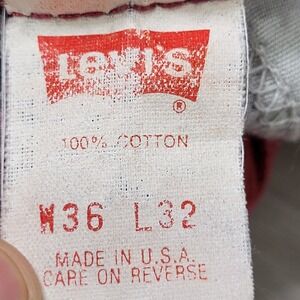 Levi's
®
100% COTTON
W36 L32
MADE IN U.S.A.
CARE ON REVERSE